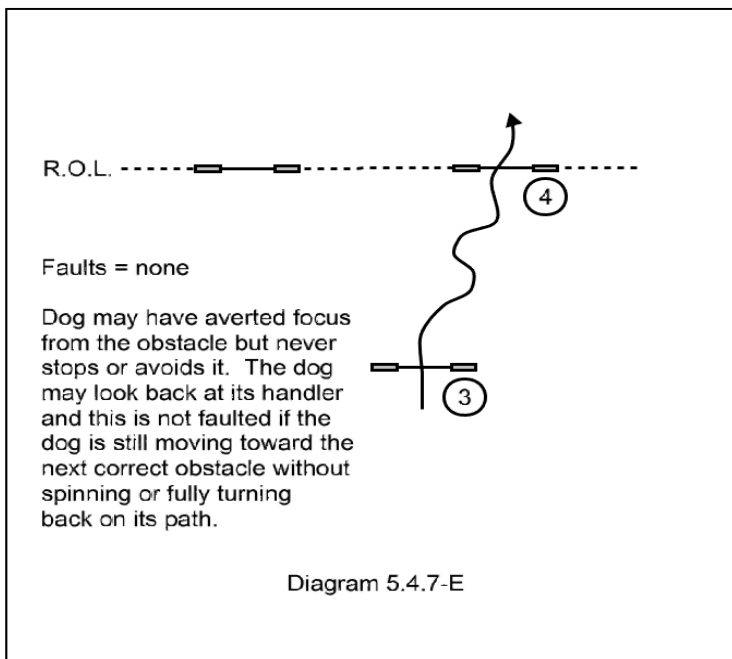 R.O.L.
4
Faults = none
Dog may have averted focus
from the obstacle but never
stops or avoids it. The dog
may look back at its handler
and this is not faulted if the
dog is still moving toward the
next correct obstacle without
spinning or fully turning
back on its path.
3
Diagram 5.4.7-E